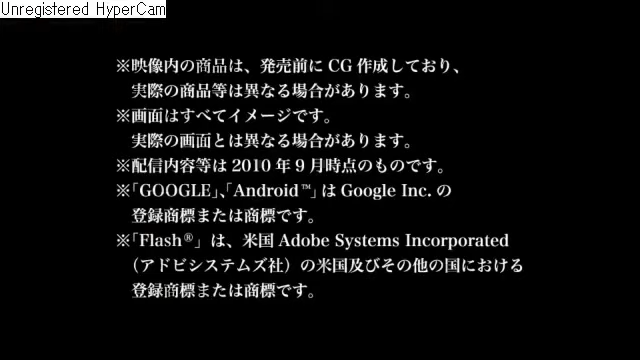 Unregistered HyperCam
※映像内の商品は、発売前にCG作成しており、
実際の商品等は異なる場合があります。
※画面はすべてイメージです。
実際の画面とは異なる場合があります。
※配信内容等は2010年9月時点のものです。
※「GOOGLE」、「Android™」はGoogle Inc.の
登録商標または商標です。
※「Flash®」は、米国Adobe Systems Incorporated
（アドビシステムズ社）の米国及びその他の国における
登録商標または商標です。